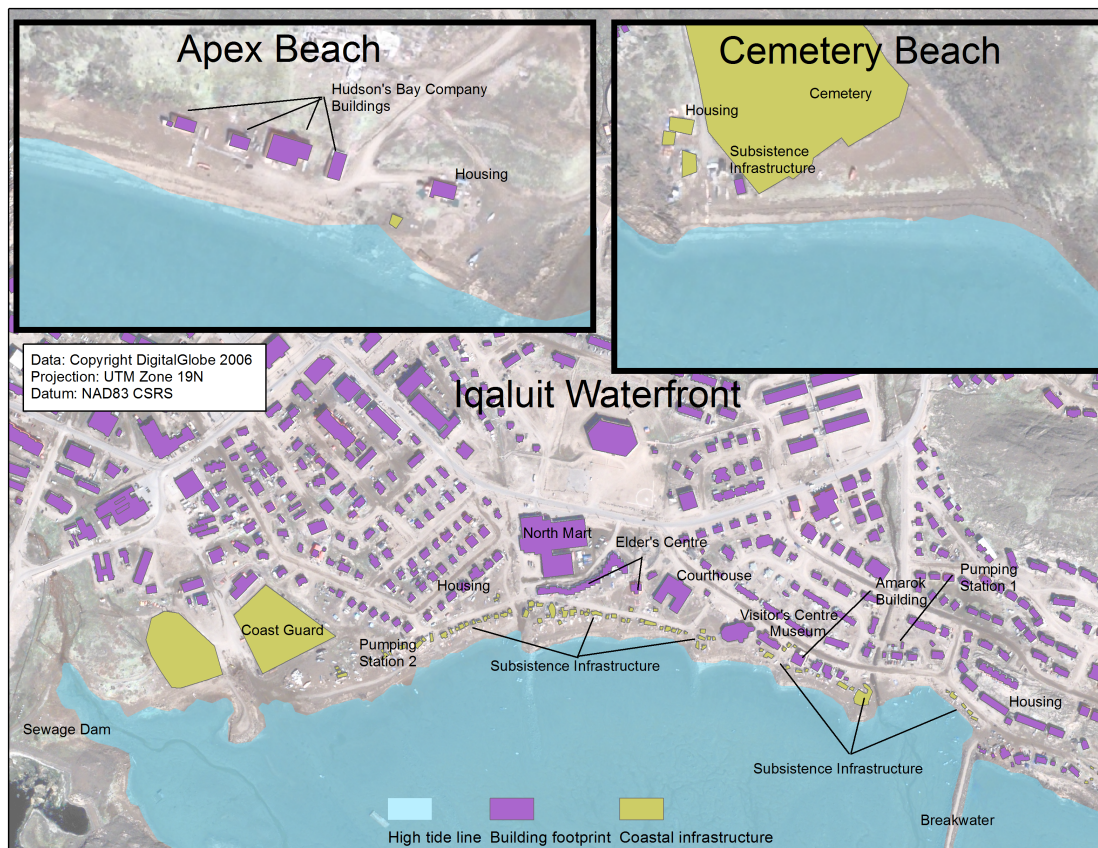 Apex Beach
Hudson's Bay Company
Buildings
Housing
Cemetery Beach
Cemetery
Housing
Subsistence
Infrastructure
Data: Copyright DigitalGlobe 2006
Projection: UTM Zone 19N
Datum: NAD83 CSRS
Iqaluit Waterfront
North Mart
Elder's Centre
Housing
Courthouse
Amarok
Building
Pumping
Station 1
Visitor's Centre
Museum
Coast Guard
Pumping
Station 2
Subsistence Infrastructure
Housing
Sewage Dam
Subsistence Infrastructure
Breakwater
High tide line
Building footprint
Coastal infrastructure